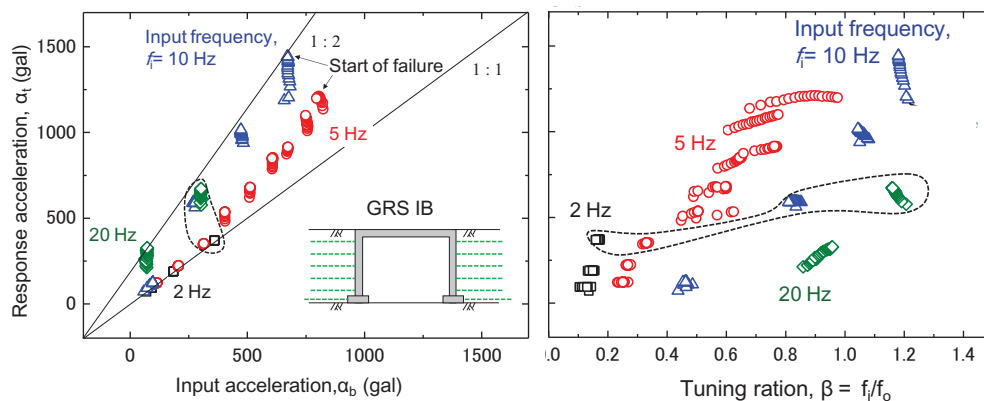 Response acceleration, αt (gal)
1500
1000
500
0
Input frequency,
fi= 10 Hz
1 : 2
Start of failure
1 : 1
5 Hz
20 Hz
2 Hz
GRS IB
0
500
1000
1500
Input acceleration,αb (gal)
Input frequency,
fi= 10 Hz
5 Hz
2 Hz
20 Hz
0.0
0.2
0.4
0.6
0.8
1.0
1.2
1.4
Tuning ration, β = fi/fo